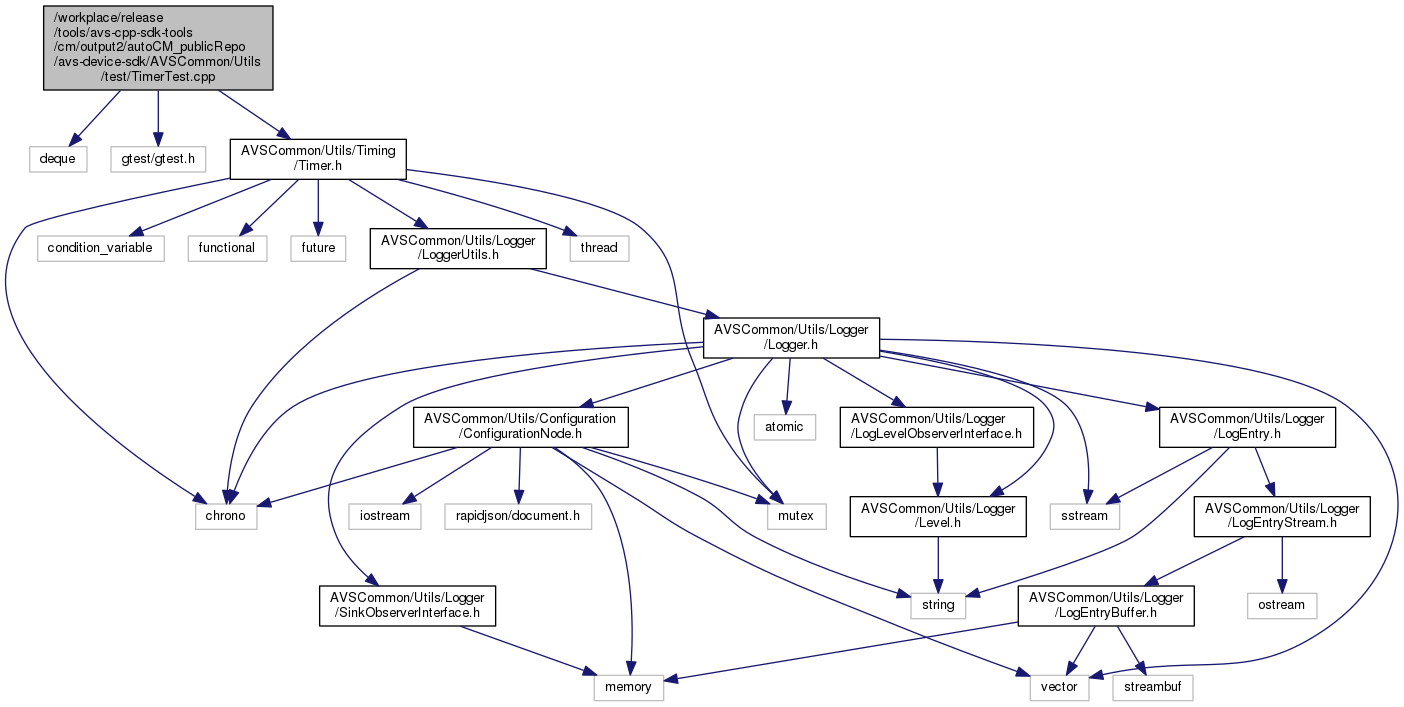 /workplace/release
/tools/avs-cpp-sdk-tools
/cm/output2/autoCM_publicRepo
/avs-device-sdk/AVSCommon/Utils
/test/TimerTest.cpp
deque
gtest/gtest.h
AVSCommon/Utils/Timing
/Timer.h
condition_variable
functional
future
AVSCommon/Utils/Logger
/LoggerUtils.h
thread
AVSCommon/Utils/Logger
/Logger.h
AVSCommon/Utils/Configuration
/ConfigurationNode.h
atomic
AVSCommon/Utils/Logger
/LogLevelObserverInterface.h
AVSCommon/Utils/Logger
/LogEntry.h
chrono
iostream
rapidjson/document.h
mutex
AVSCommon/Utils/Logger
/Level.h
sstream
AVSCommon/Utils/Logger
/LogEntryStream.h
AVSCommon/Utils/Logger
/SinkObserverInterface.h
string
AVSCommon/Utils/Logger
/LogEntryBuffer.h
ostream
memory
vector
streambuf